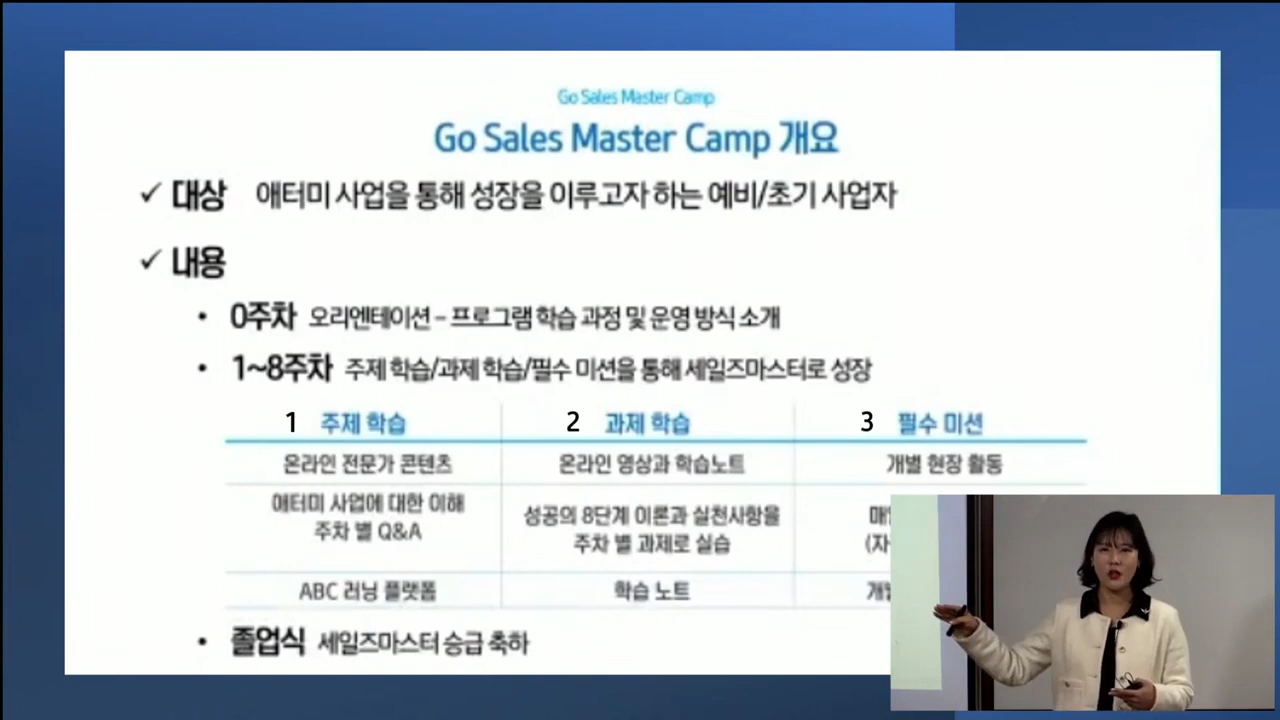 Go Sales Master Camp
Go Sales Master Camp 개요
✓ 대상 애터미 사업을 통해 성장을 이루고자 하는 예비/초기 사업자
✓ 내용
• 0주차 오리엔테이션 – 프로그램 학습 과정 및 운영 방식 소개
• 1~8주차 주제 학습/과제 학습/필수 미션을 통해 세일즈마스터로 성장
1 주제 학습 2 과제 학습 3 필수 미션
온라인 전문가 콘텐츠 온라인 영상과 학습노트 개별 현장 활동
애터미 사업에 대한 이해 성공의 8단계 이론과 실천사항을
주차 별 Q&A 주차 별 과제로 실습
ABC 러닝 플랫폼 학습 노트
• 졸업식 세일즈마스터 승급 축하